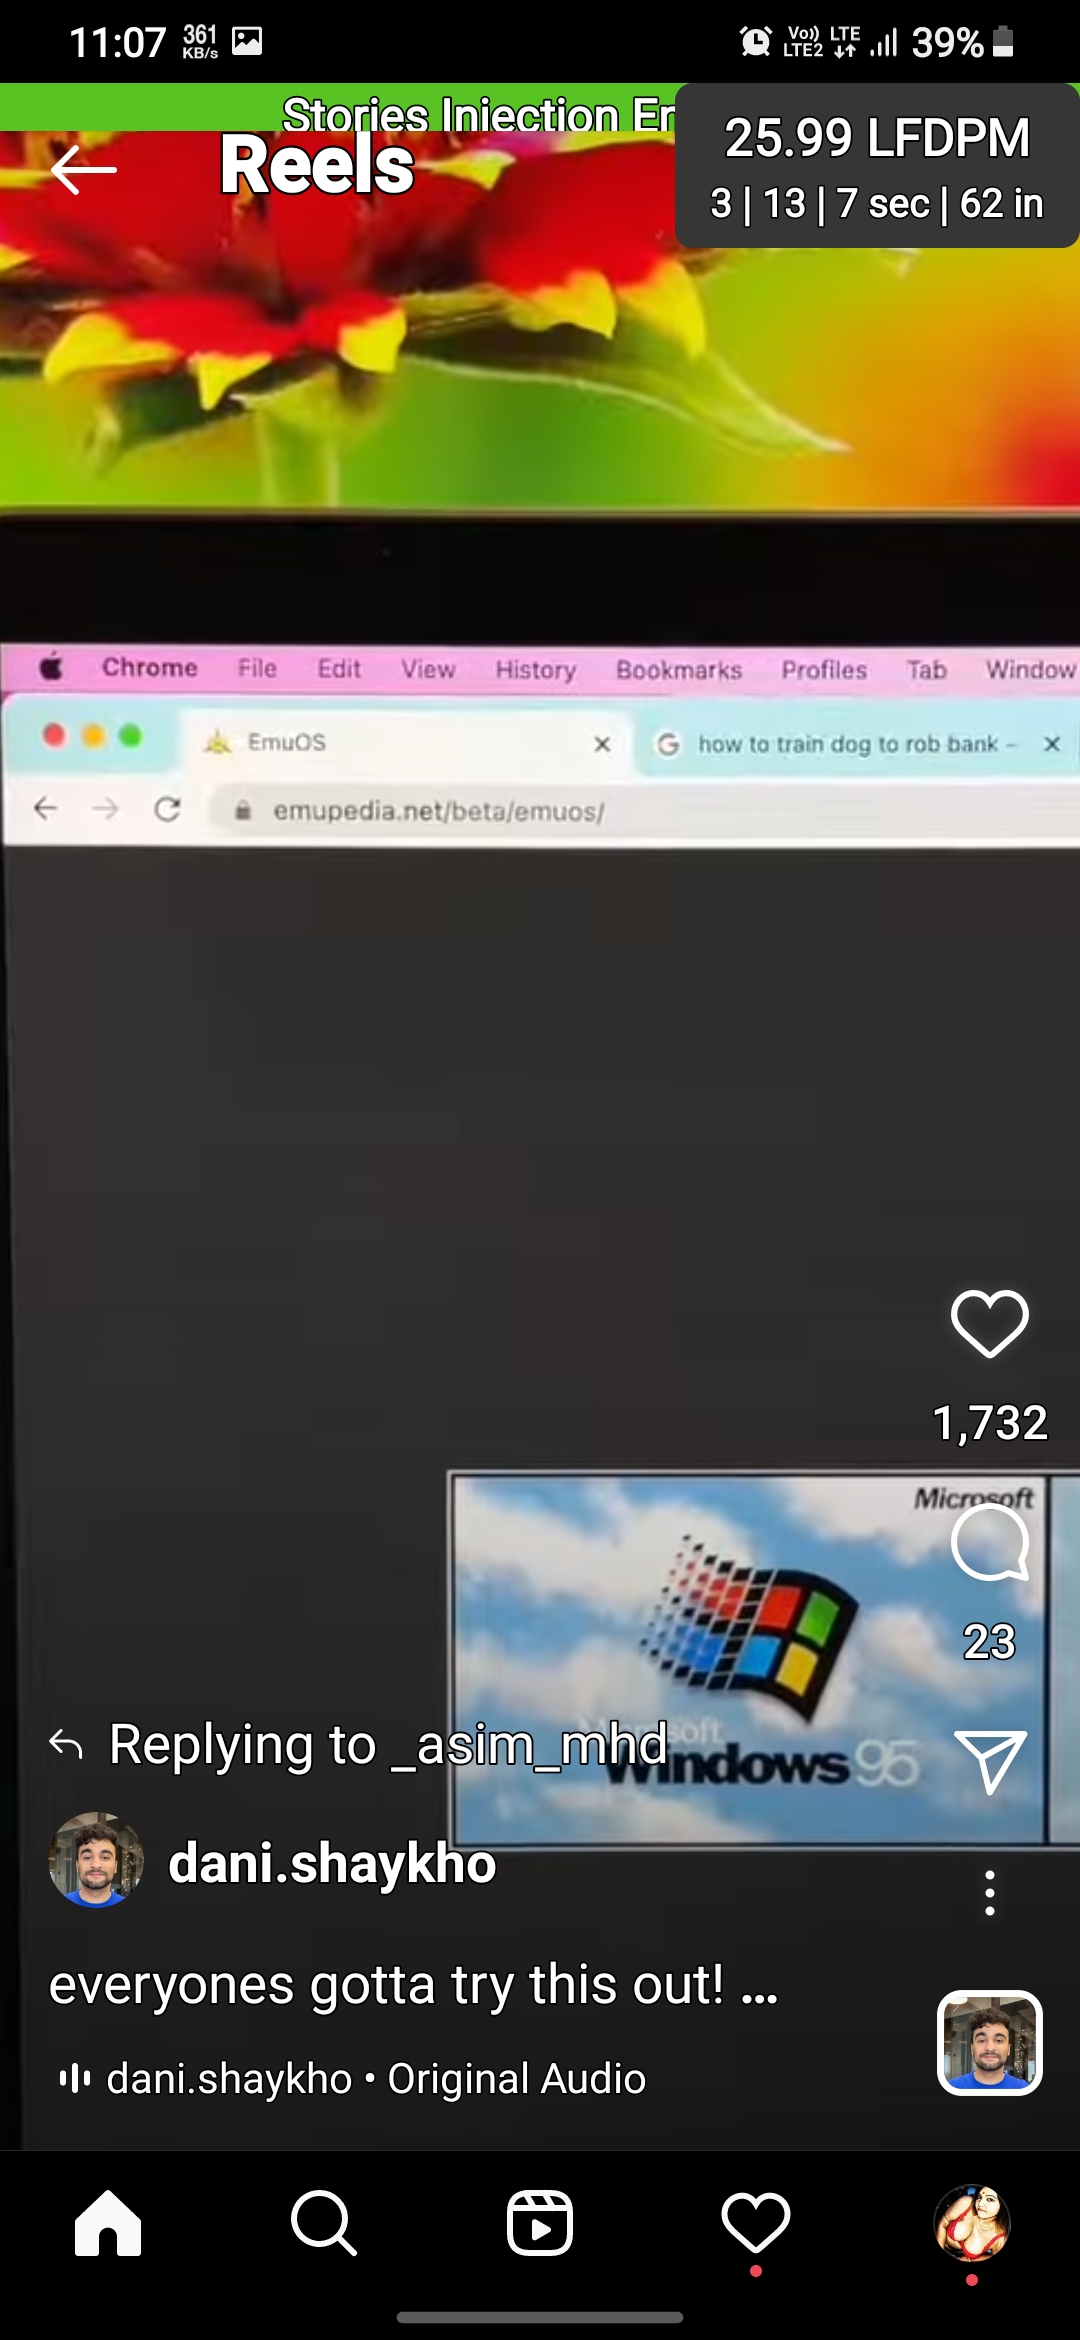 11:07 361 KB/s Vo)) LTE2 LTE 39%
Stories Injection
25.99 LFDPM
3 | 13 | 7 sec | 62 in
Reels
Chrome File Edit View History Bookmarks Profiles Tab Window
EmuOS
how to train dog to rob bank -
emupedia.net/beta/emuos/
1,732
Microsoft
23
Microsoft
Windows 95
Replying to _asim_mhd
dani.shaykho
everyones gotta try this out! ...
dani.shaykho • Original Audio